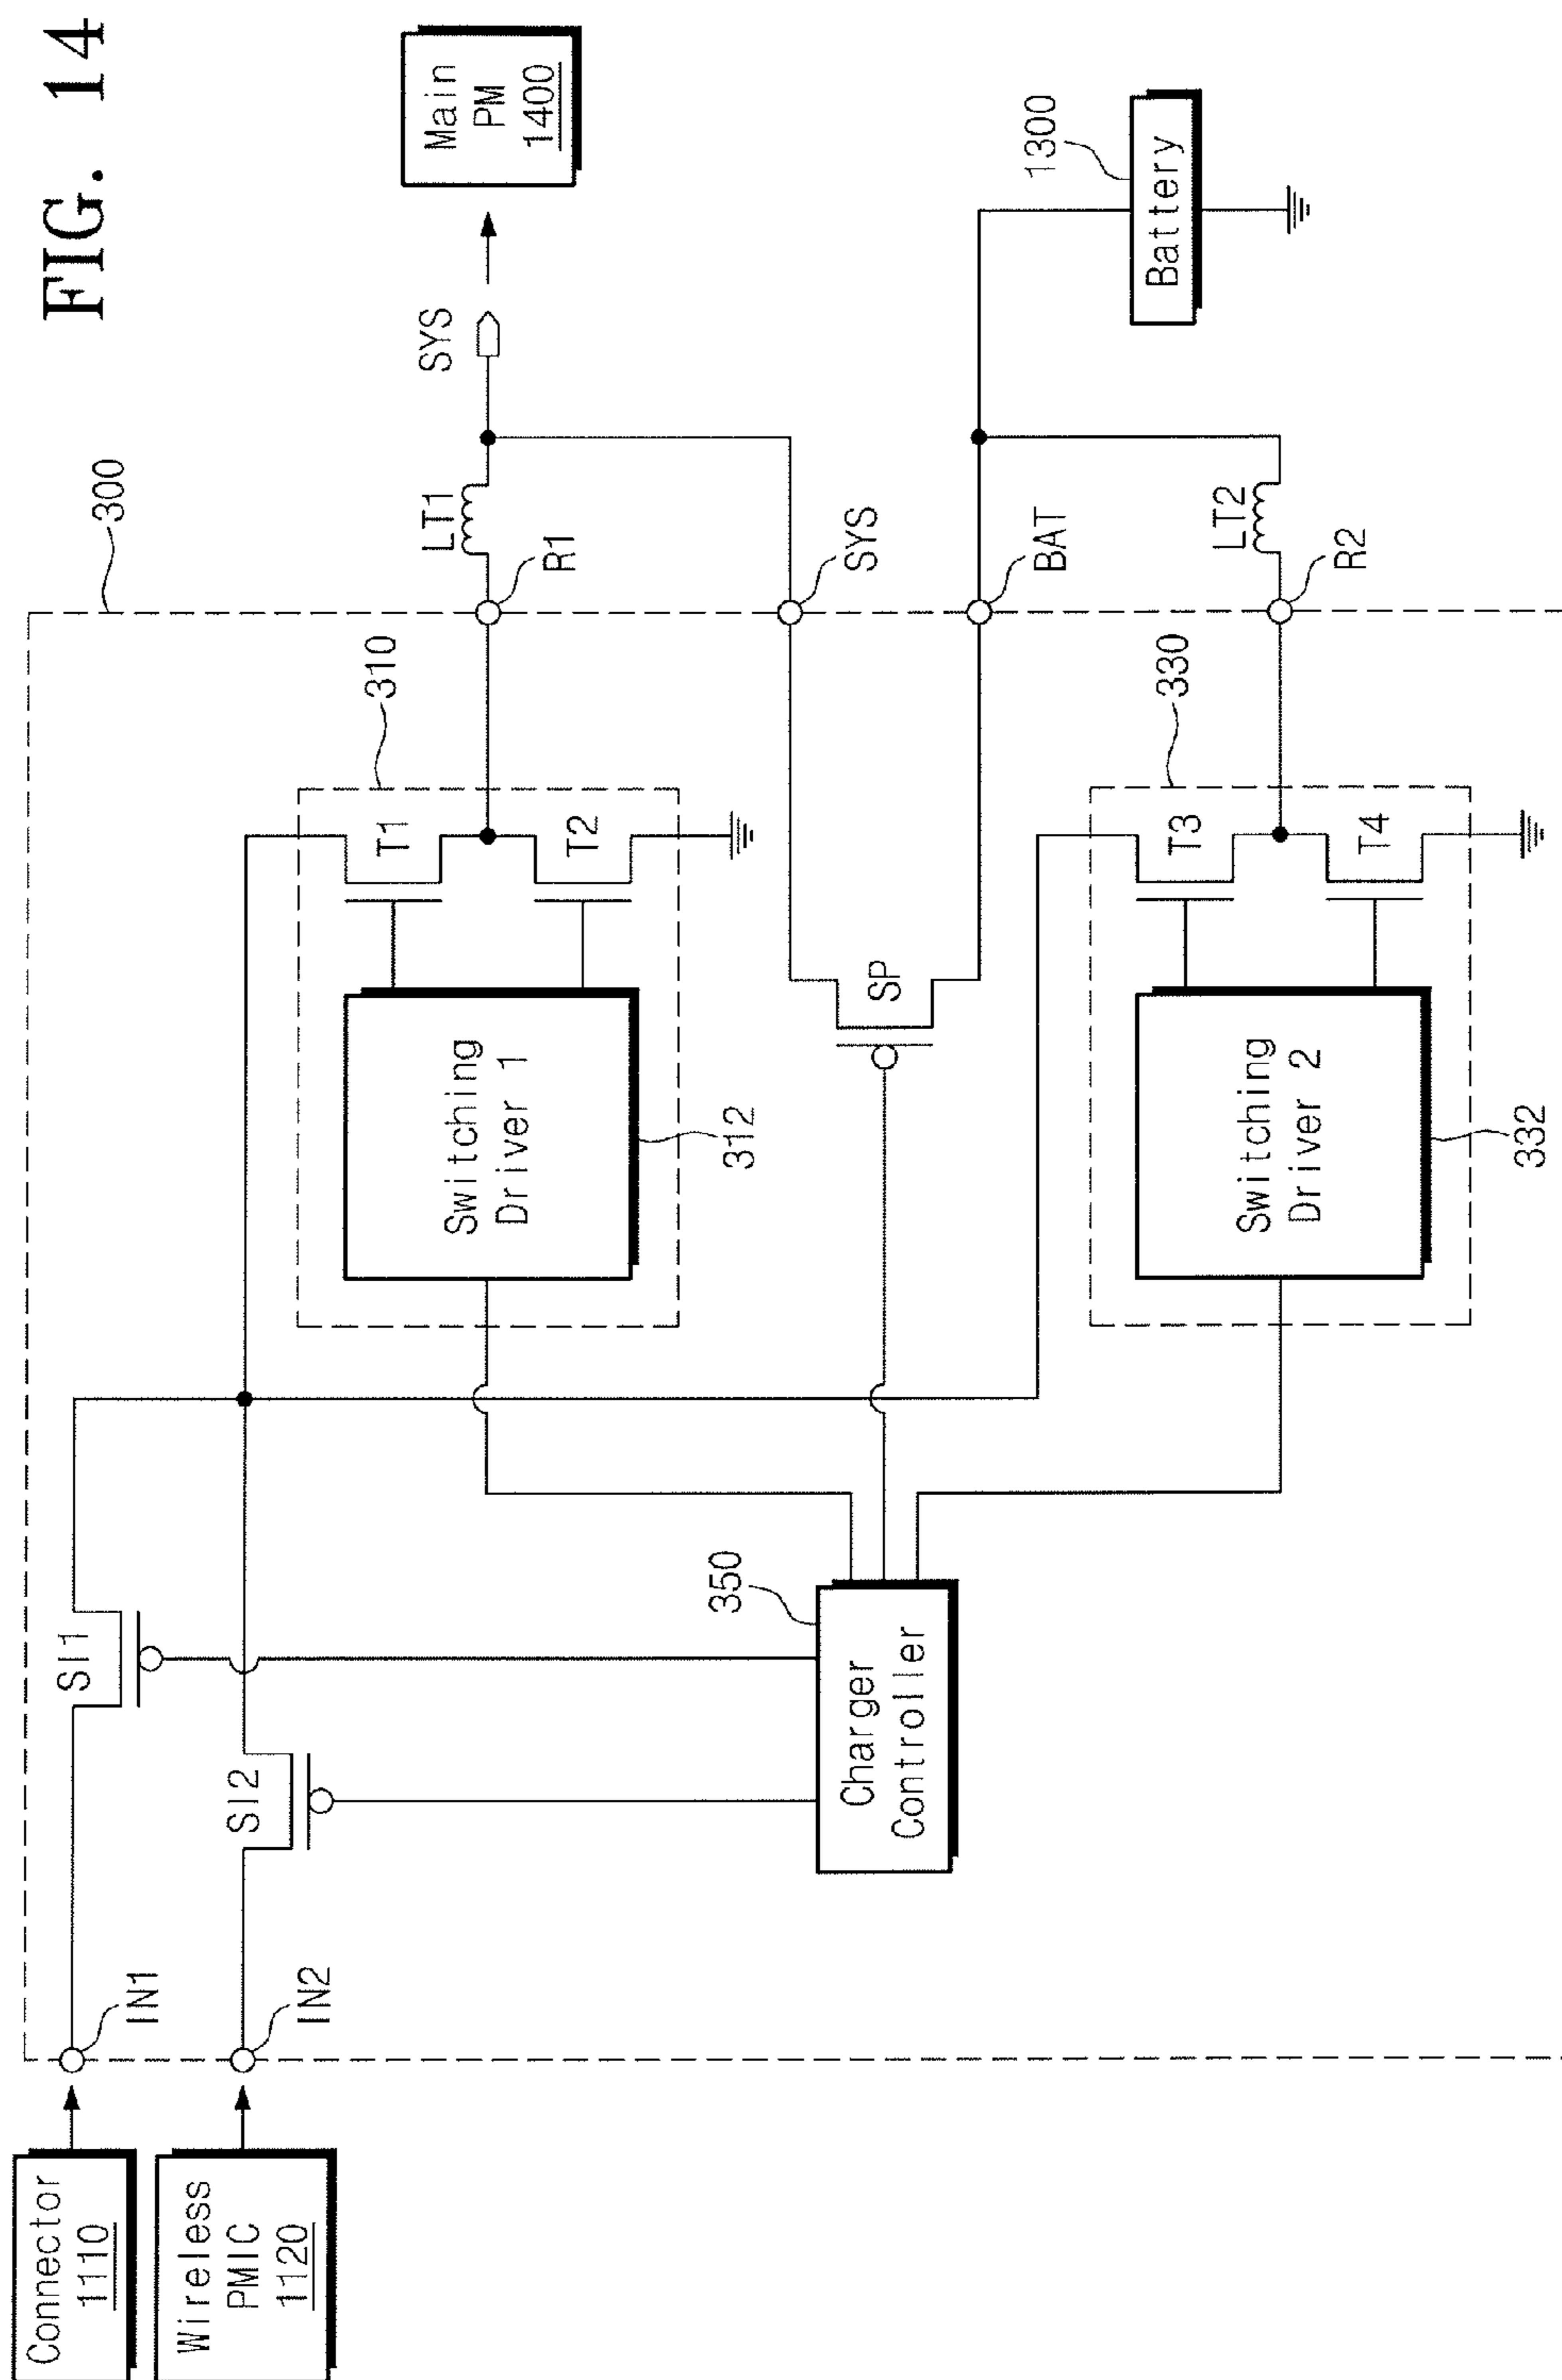 FIG. 14
300
Connector
1110
Wireless
PMIC
1120
IN1
IN2
SI1
SI2
350
Charger
Controller
310
Switching
Driver 1
312
T1
T2
R1
LT1
SYS
Main
PM
1400
SP
SYS
BAT
330
Switching
Driver 2
332
T3
T4
R2
LT2
1300
Battery